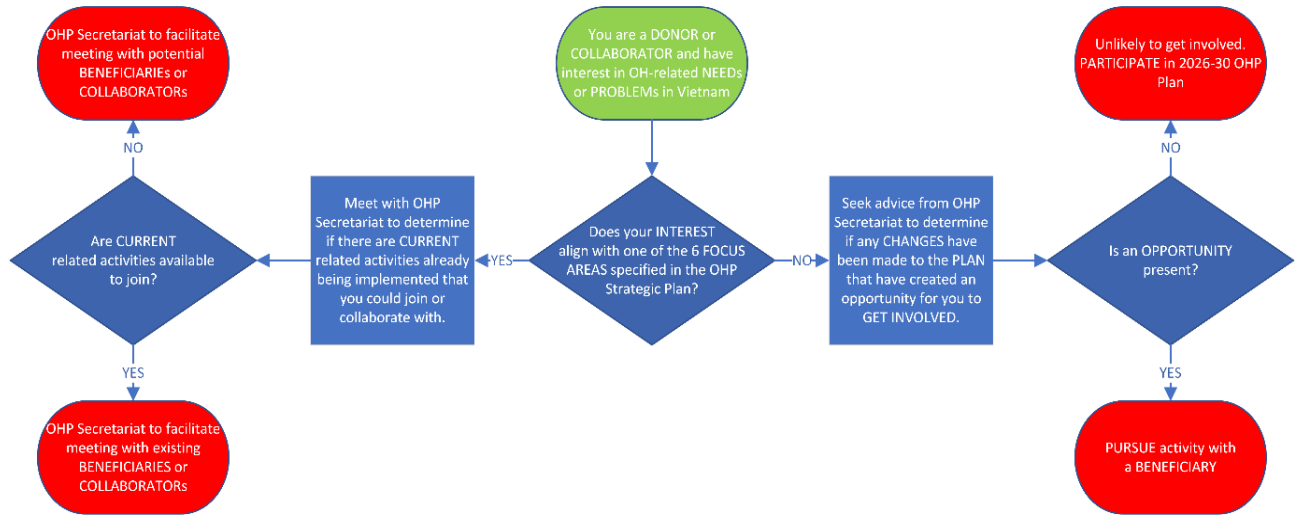 You are a DONOR or
COLLABORATOR and have
interest in OH-related NEEDs
or PROBLEMs in Vietnam
Does your INTEREST
align with one of the 6 FOCUS
AREAS specified in the OHP
Strategic Plan?
YES
Meet with OHP
Secretariat to determine
if there are CURRENT
related activities already
being implemented that
you could join or
collaborate with.
Are CURRENT
related activities available
to join?
NO
OHP Secretariat to facilitate
meeting with potential
BENEFICIARIEs or
COLLABORATORs
YES
OHP Secretariat to facilitate
meeting with existing
BENEFICIARIES or
COLLABORATORs
NO
Seek advice from OHP
Secretariat to determine
if any CHANGES have
been made to the PLAN
that have created an
opportunity for you to
GET INVOLVED.
Is an OPPORTUNITY
present?
NO
Unlikely to get involved.
PARTICIPATE in 2026-30 OHP
Plan
YES
PURSUE activity with
a BENEFICIARY